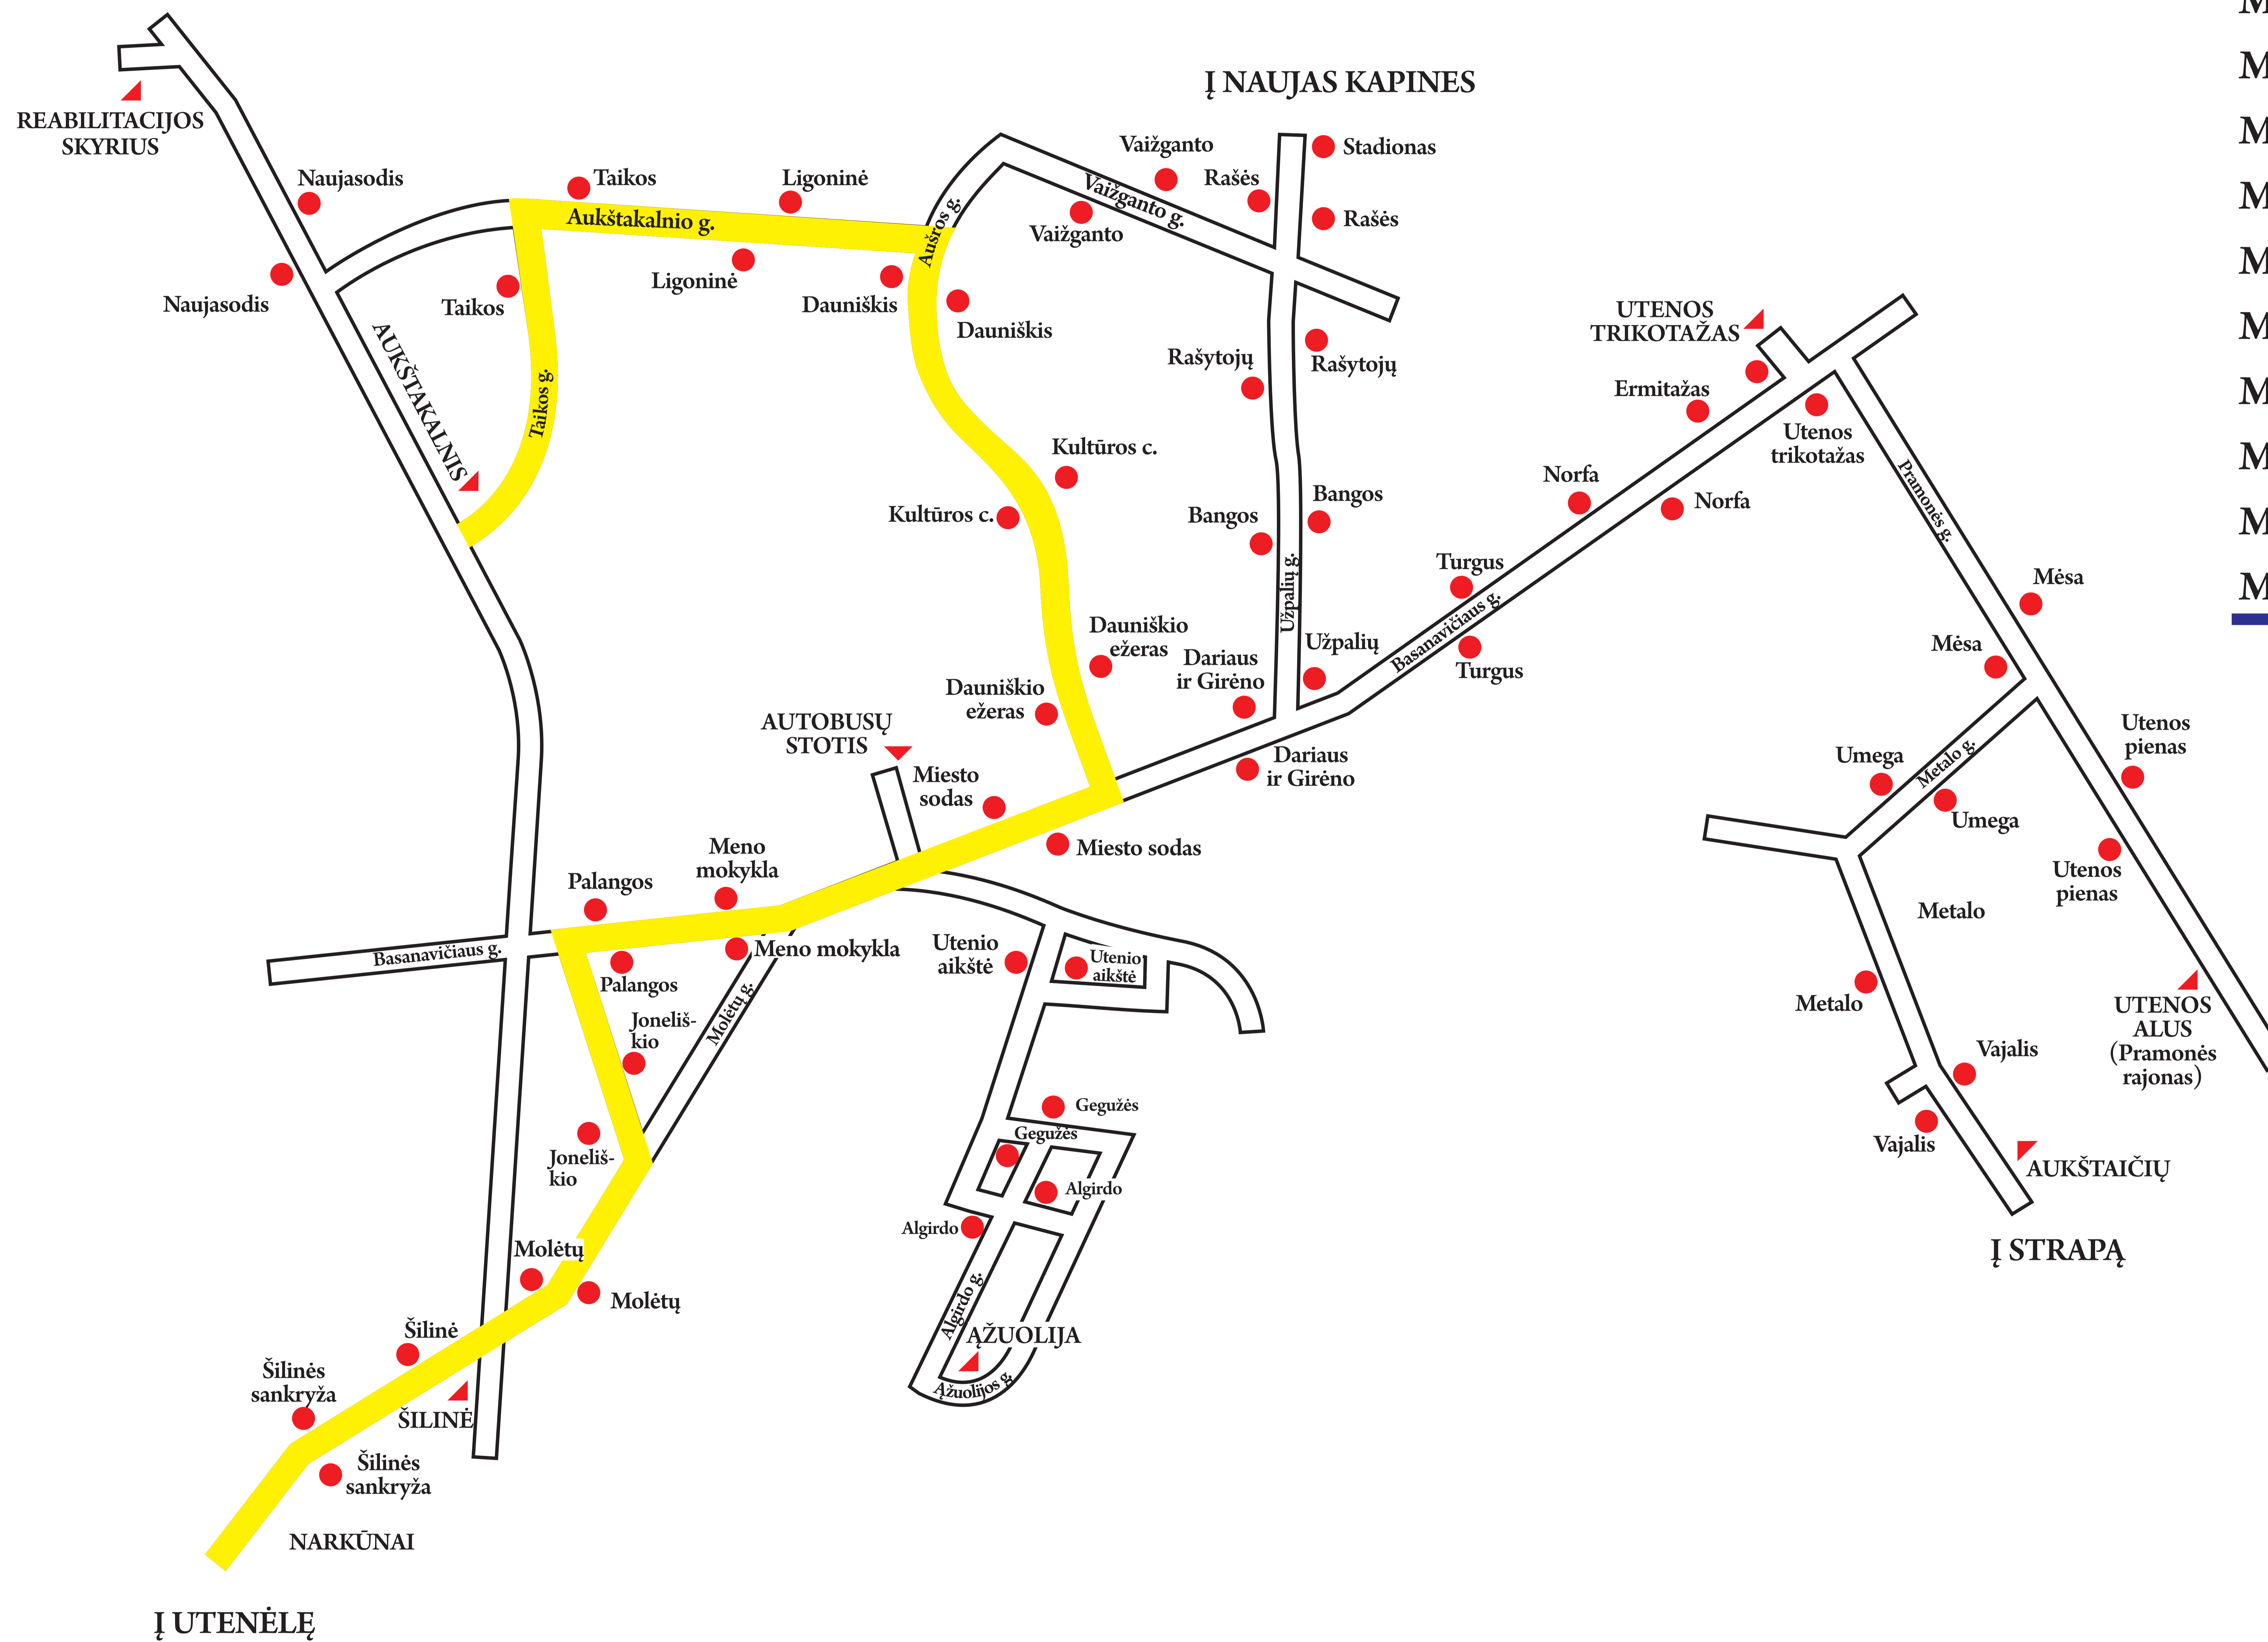 M
M
M
M
M
M
M
M
M
M
Į NAUJAS KAPINES
REABILITACIJOS
SKYRIUS
Naujasodis
Naujasodis
Taikos
Ligoninė
Aukštakalnio g.
Taikos
Ligoninė
Dauniškis
Aušros g.
Dauniškis
Vaižganto
Vaižganto g.
Vaižganto
Rašės
Stadionas
Rašės
AUKŠTAKALNIS
Taikos g.
Rašytojų
Rašytojų
Kultūros c.
Kultūros c.
Bangos
Bangos
Užpalių g.
UTENOS
TRIKOTAŽAS
Ermitažas
Utenos
trikotažas
Norfa
Norfa
Pramonės g.
Turgus
Basanavičiaus g.
Turgus
Mėsa
Mėsa
Dauniškio
ežeras
Dauniškio
ežeras
Dariaus
ir Girėno
Užpalių
Dariaus
ir Girėno
AUTOBUSŲ
STOTIS
Miesto
sodas
Miesto sodas
Utenos
pienas
Umega
Metalo g.
Umega
Utenos
pienas
Metalo
Metalo
Meno
mokykla
Palangos
Meno mokykla
Basanavičiaus g.
Palangos
Utenio
aikštė
Utenio
aikštė
Joneliš-
kio
Molėtų g.
Joneliš-
kio
UTENOS
ALUS
(Pramonės
rajonas)
Vajalis
Vajalis
AUKŠTAIČIŲ
Į STRAPĄ
Gegužės
Gegužės
Algirdo
Algirdo
Algirdo g.
ĄŽUOLIJA
Ąžuolijos g.
Molėtų
Molėtų
Šilinė
Šilinės
sankryža
ŠILINĖ
Šilinės
sankryža
NARKŪNAI
Į UTENĖLĘ